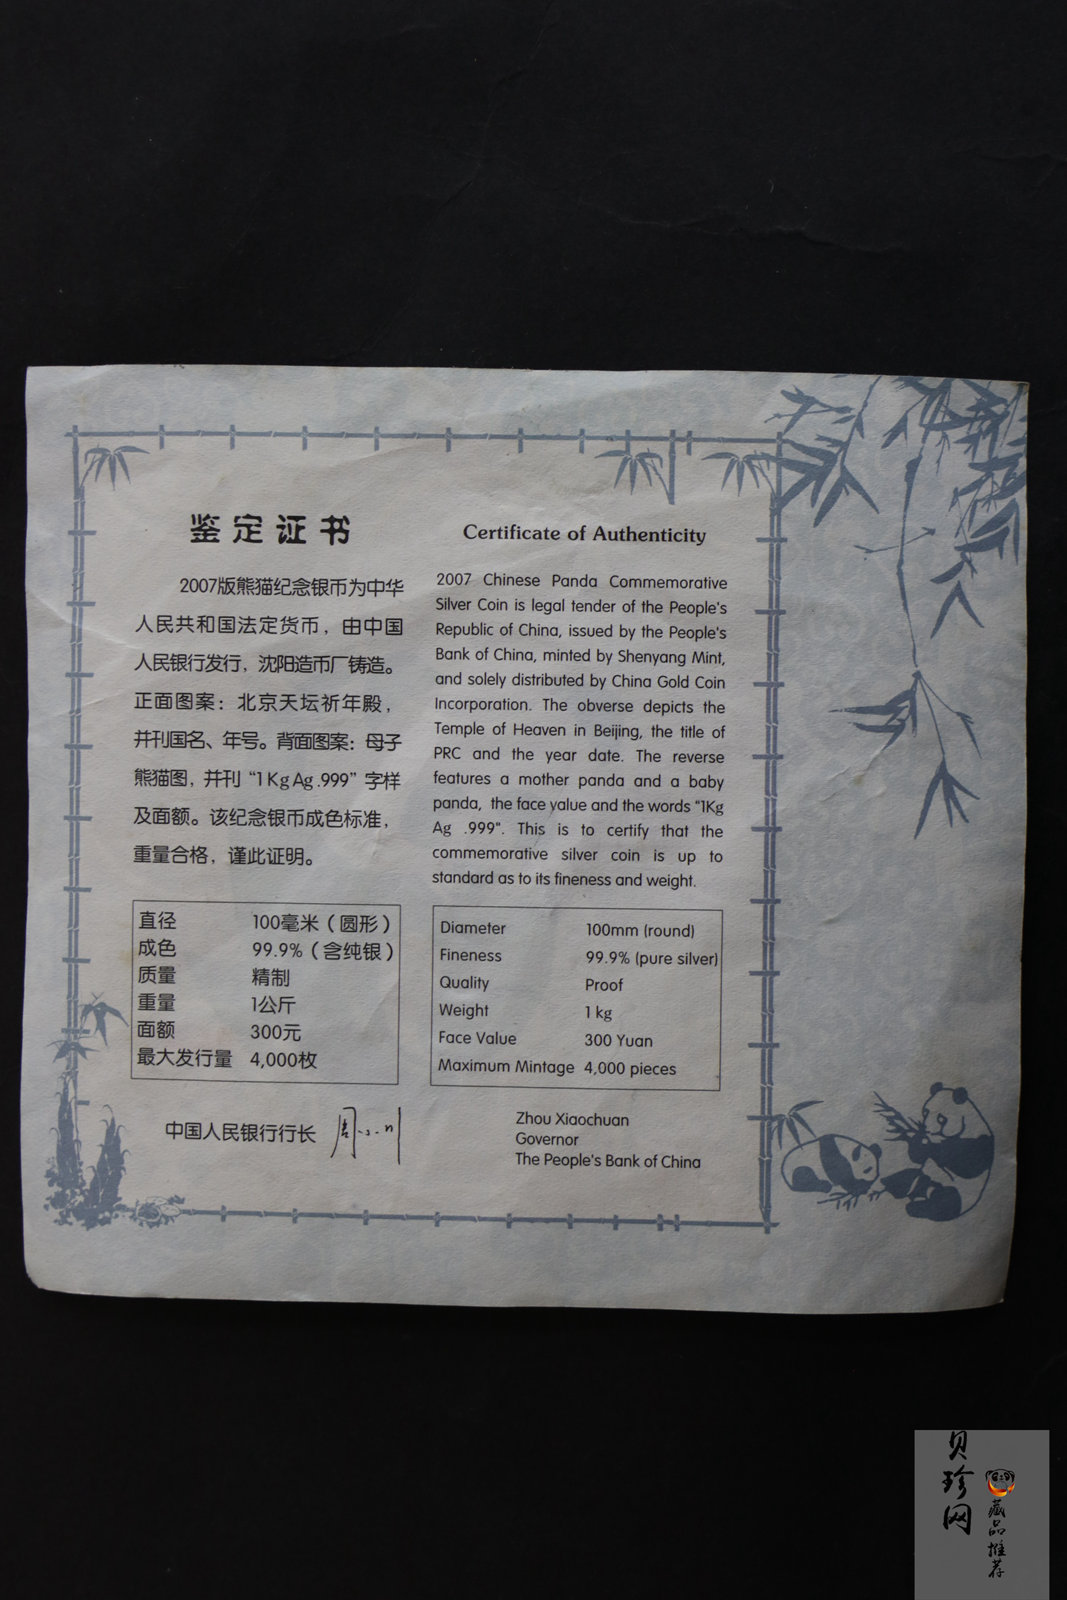 鉴定证书
2007版熊猫纪念银币为中华
人民共和国法定货币，由中国
人民银行发行，沈阳造币厂铸造。
正面图案：北京天坛祈年殿，
并刊国名、年号。背面图案：母子
熊猫图，并刊“1Kg Ag .999”字样
及面额。该纪念银币成色标准，
重量合格，谨此证明。
直径 100毫米（圆形）
成色 99.9%（含纯银）
质量 精制
重量 1公斤
面额 300元
最大发行量 4,000枚
中国人民银行行长
Certificate of Authenticity
2007 Chinese Panda Commemorative
Silver Coin is legal tender of the People's
Republic of China, issued by the People's
Bank of China, minted by Shenyang Mint,
and solely distributed by China Gold Coin
Incorporation. The obverse depicts the
Temple of Heaven in Beijing, the title of
PRC and the year date. The reverse
features a mother panda and a baby
panda, the face value and the words "1Kg
Ag .999". This is to certify that the
commemorative silver coin is up to
standard as to its fineness and weight.
Diameter 100mm (round)
Fineness 99.9% (pure silver)
Quality Proof
Weight 1 kg
Face Value 300 Yuan
Maximum Mintage 4,000 pieces
Zhou Xiaochuan
Governor
The People's Bank of China
贝珍网
藏品推荐